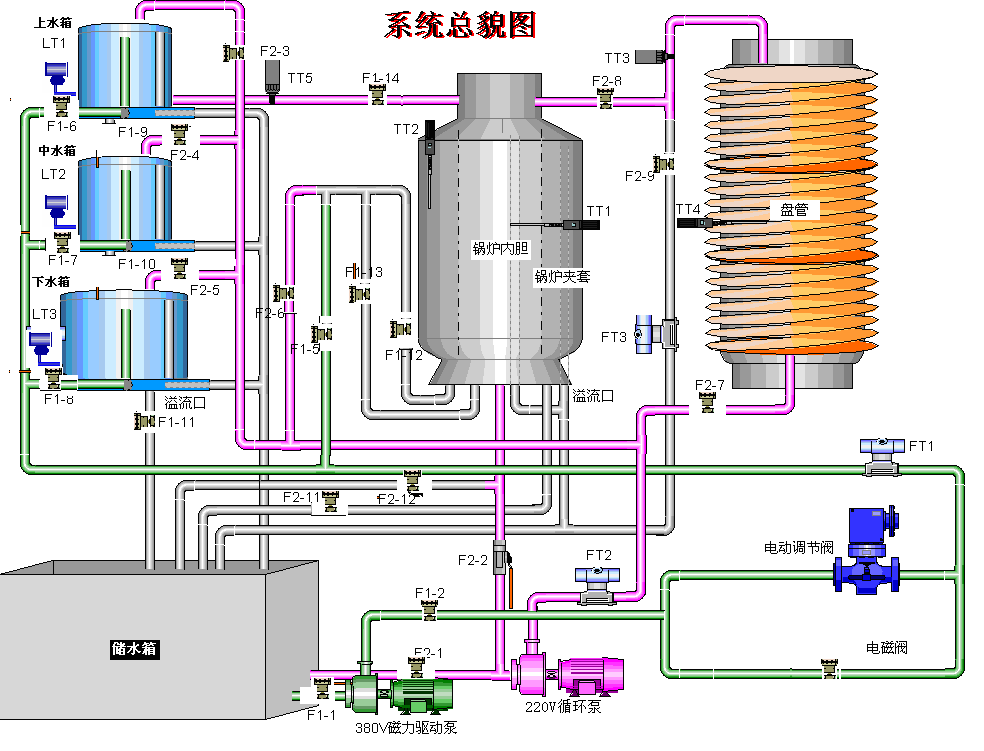 系统总貌图
上水箱
LT1
F2-3
TT5
F1-14
F2-8
TT3
F1-6
F1-9
F2-4
TT2
中水箱
LT2
F2-9
TT1
TT4
盘管
锅炉内胆
锅炉夹套
F1-7
F1-10
F2-5
F1-13
下水箱
LT3
F2-6
F1-5
F1-12
FT3
F1-8
溢流口
F1-11
溢流口
F2-7
FT1
F2-11
F2-12
F2-2
FT2
电动调节阀
F1-2
储水箱
F2-1
电磁阀
F1-1
380V磁力驱动泵
220V循环泵